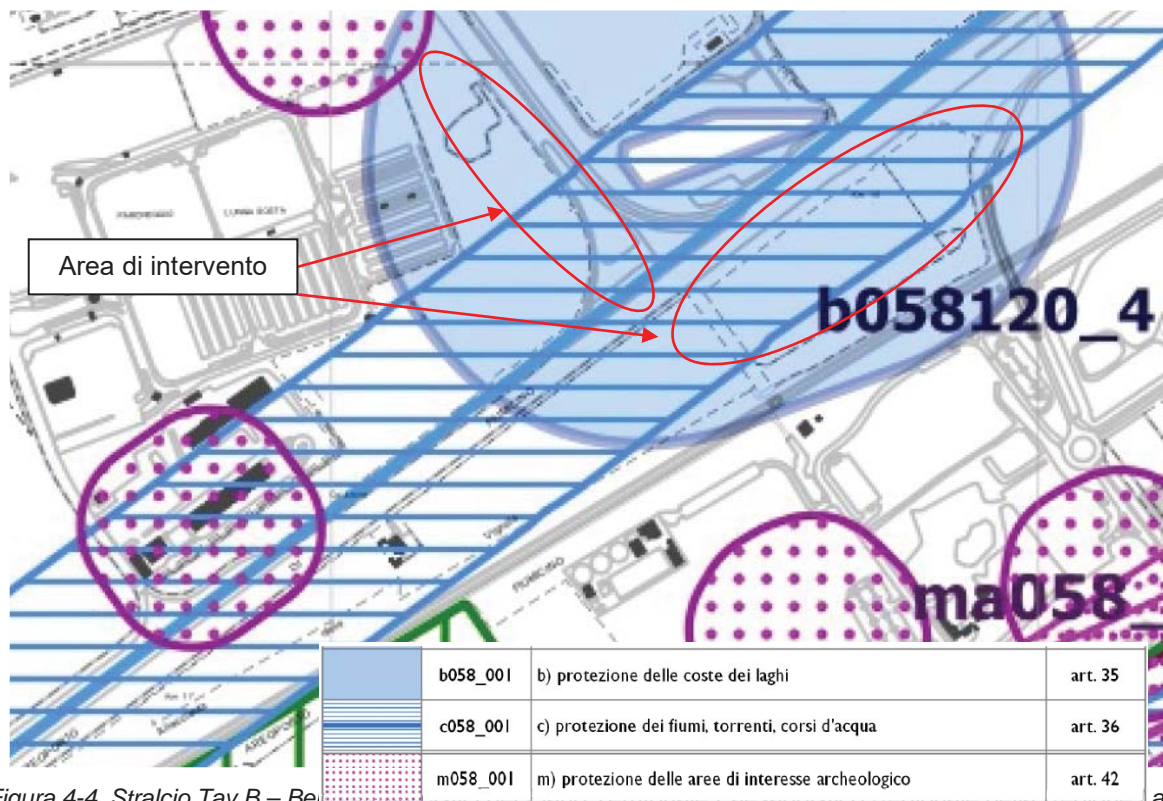 PARCHEGGIO
LUNGA SOSTA
Area di intervento
b058120_4
FIUMICINO
FIUMICINO
ma058_
b058_001 b) protezione delle coste dei laghi art. 35
c058_001 c) protezione dei fiumi, torrenti, corsi d'acqua art. 36
m058_001 m) protezione delle aree di interesse archeologico art. 42
Figura 4-4 Stralcio Tav B – Be
a